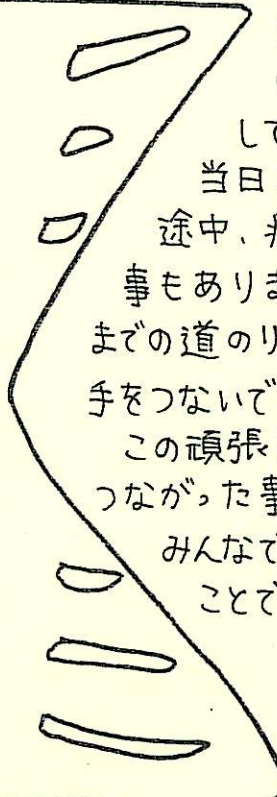 して
当日
途中、
事もありま
までの道のり
手をつないで
この頑張
つながった事
みんなで
ことで